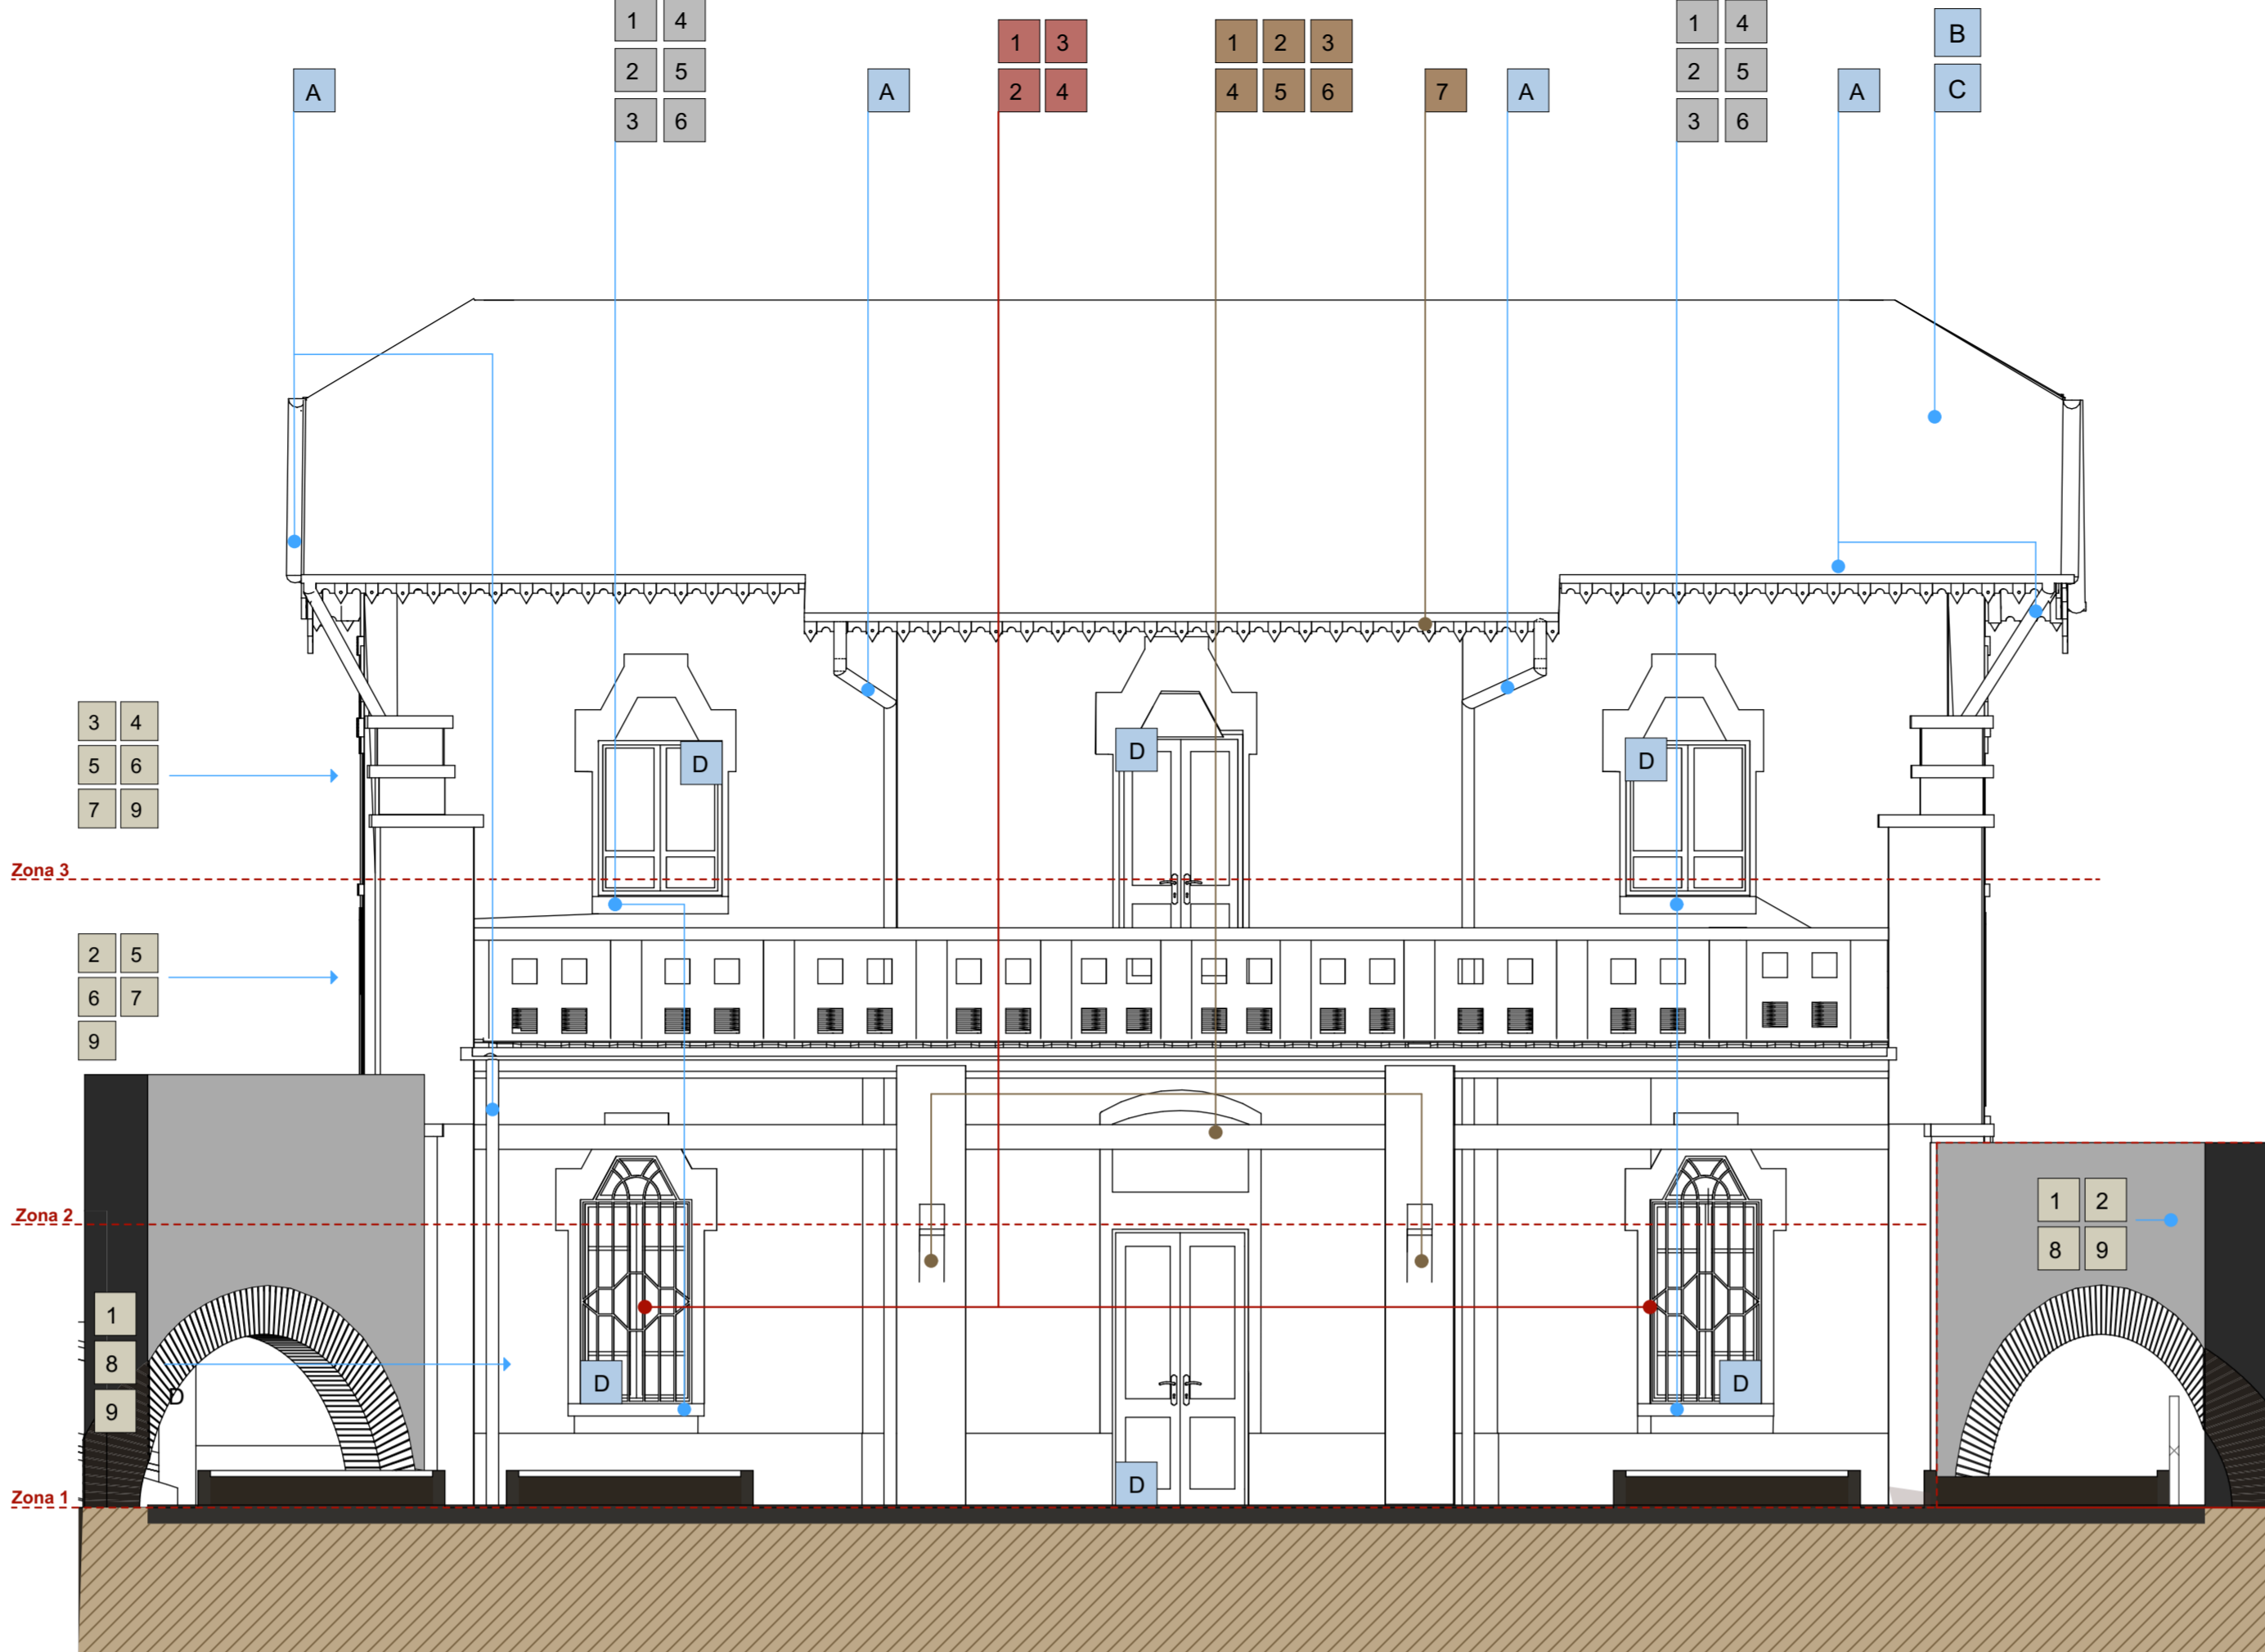 1 4 1 3 1 2 3 1 4 B
A 2 5 A 2 4 4 5 6 7 A 2 5 A C
3 6 3 6
3 4
D D D
5 6
7 9
Zona 3
2 5
6 7
9
1 2
Zona 2
8 9
1
8
D D D
9
D
Zona 1